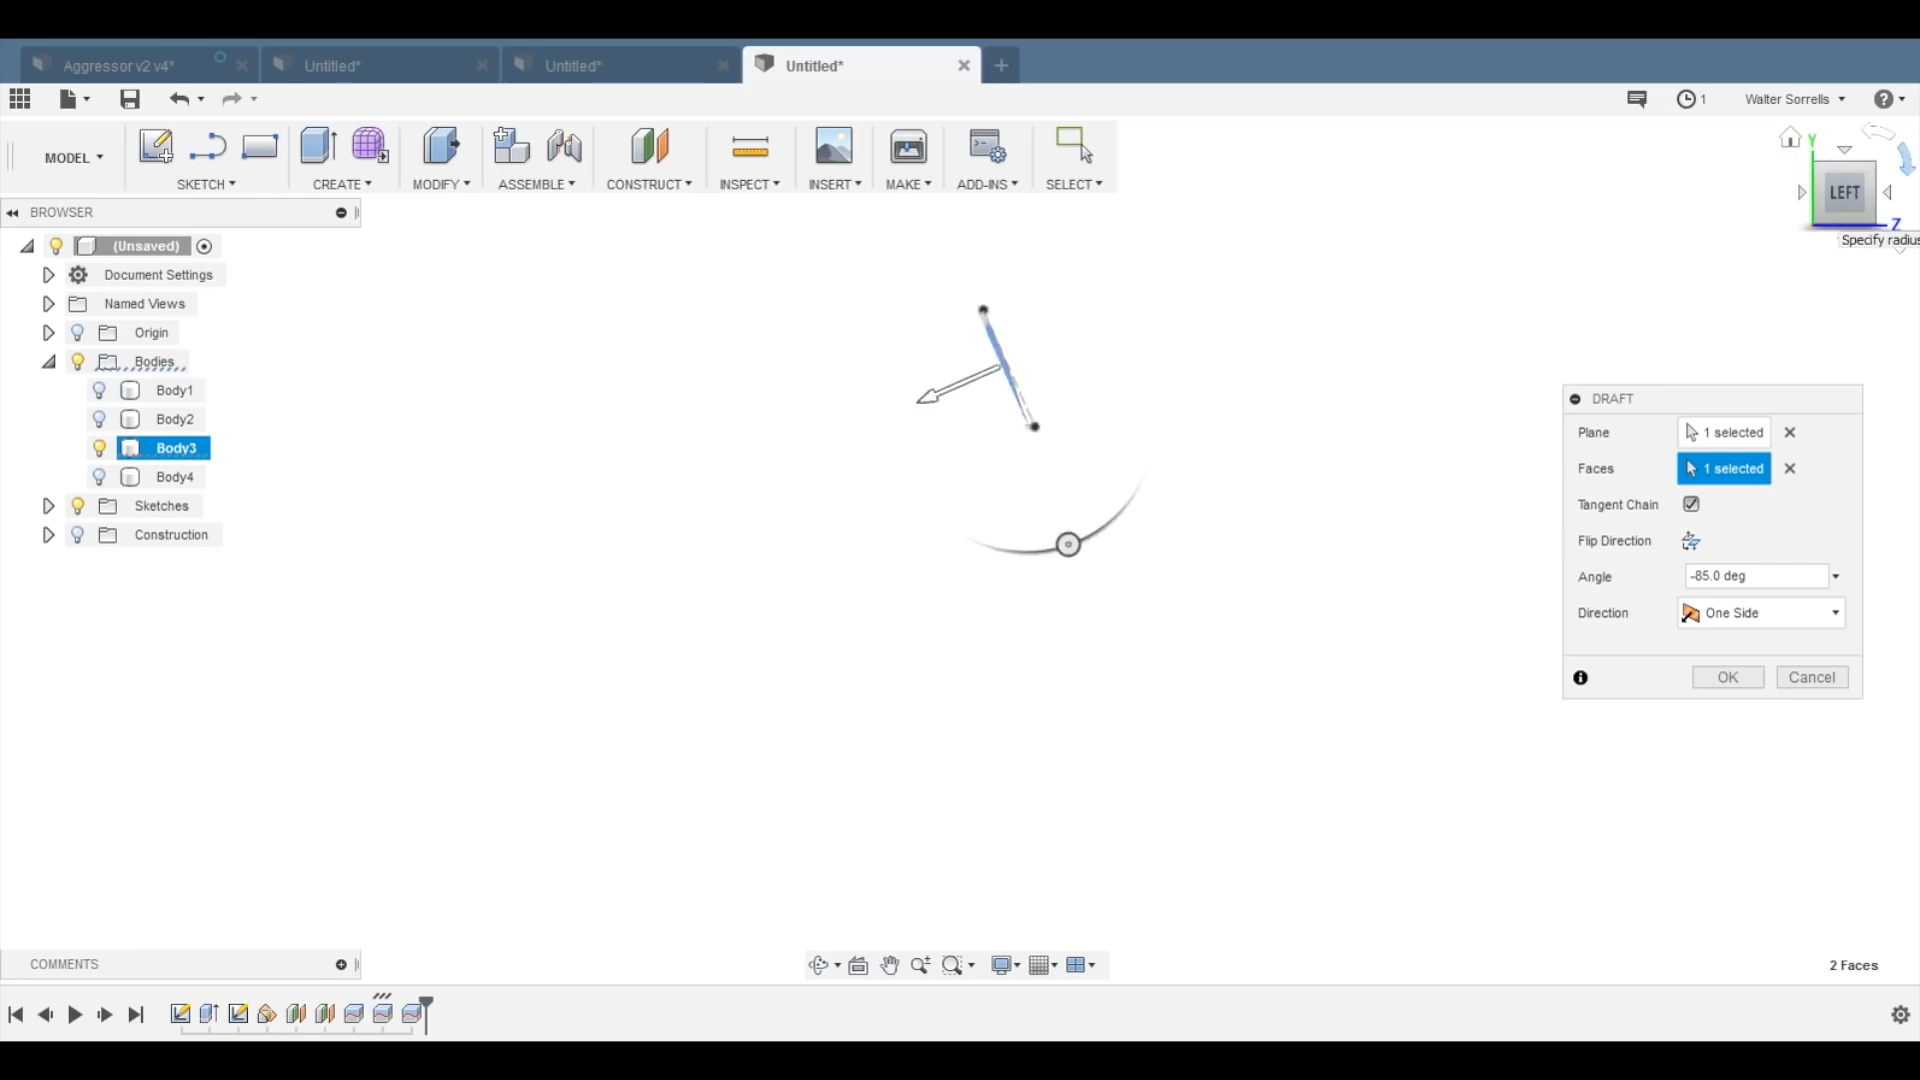 Aggressor v2 v4*
Untitled*
Untitled*
Untitled*
1
Walter Sorrells
MODEL
SKETCH
CREATE
MODIFY
ASSEMBLE
CONSTRUCT
INSPECT
INSERT
MAKE
ADD-INS
SELECT
Y
LEFT
Z
Specify radius
BROWSER
(Unsaved)
Document Settings
Named Views
Origin
Bodies
Body1
Body2
Body3
Body4
Sketches
Construction
DRAFT
Plane 1 selected
Faces 1 selected
Tangent Chain
Flip Direction
Angle -85.0 deg
Direction One Side
OK Cancel
COMMENTS
2 Faces